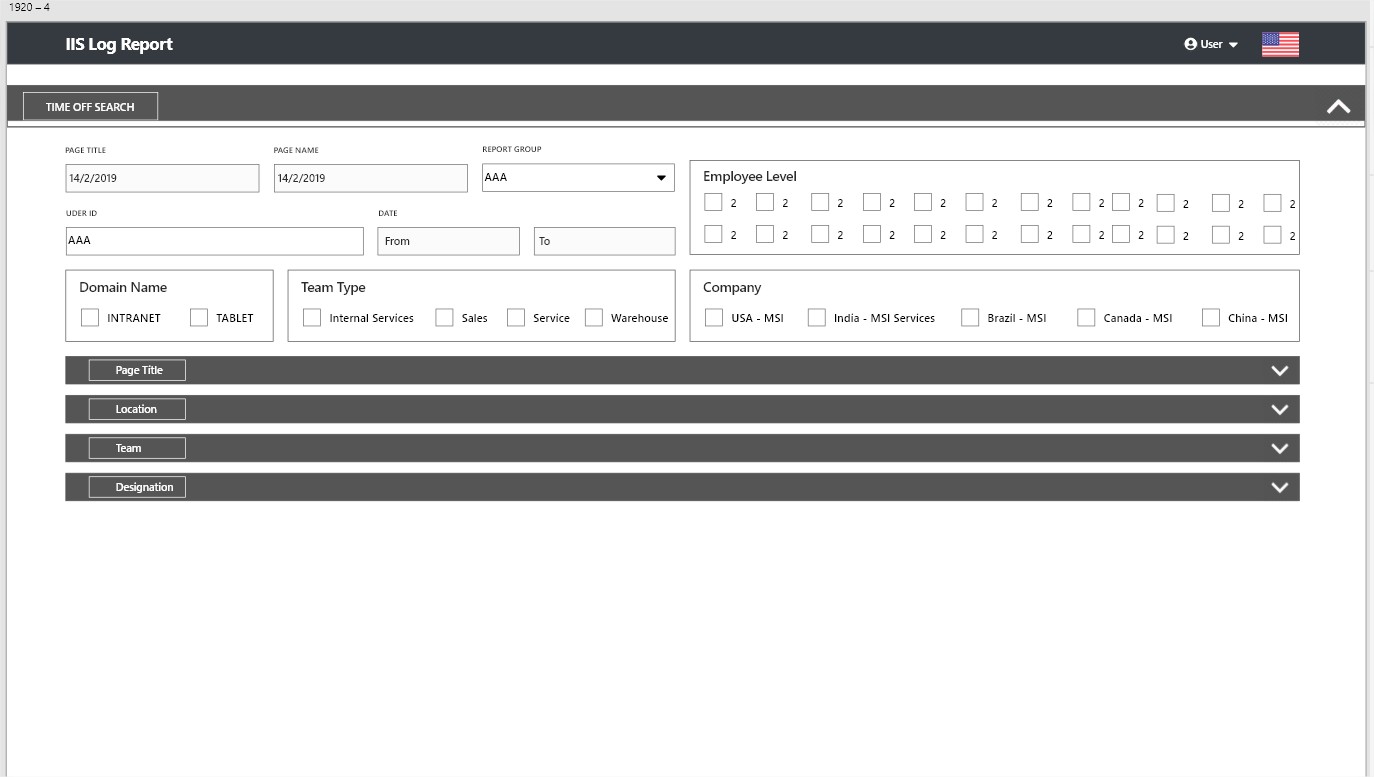 1920 – 4
IIS Log Report
User
TIME OFF SEARCH
PAGE TITLE
PAGE NAME
REPORT GROUP
14/2/2019
14/2/2019
AAA
Employee Level
2 2 2 2 2 2 2 2 2 2 2 2
2 2 2 2 2 2 2 2 2 2 2 2
UDER ID
DATE
AAA
From
To
Domain Name
INTRANET TABLET
Team Type
Internal Services Sales Service Warehouse
Company
USA - MSI India - MSI Services Brazil - MSI Canada - MSI China - MSI
Page Title
Location
Team
Designation